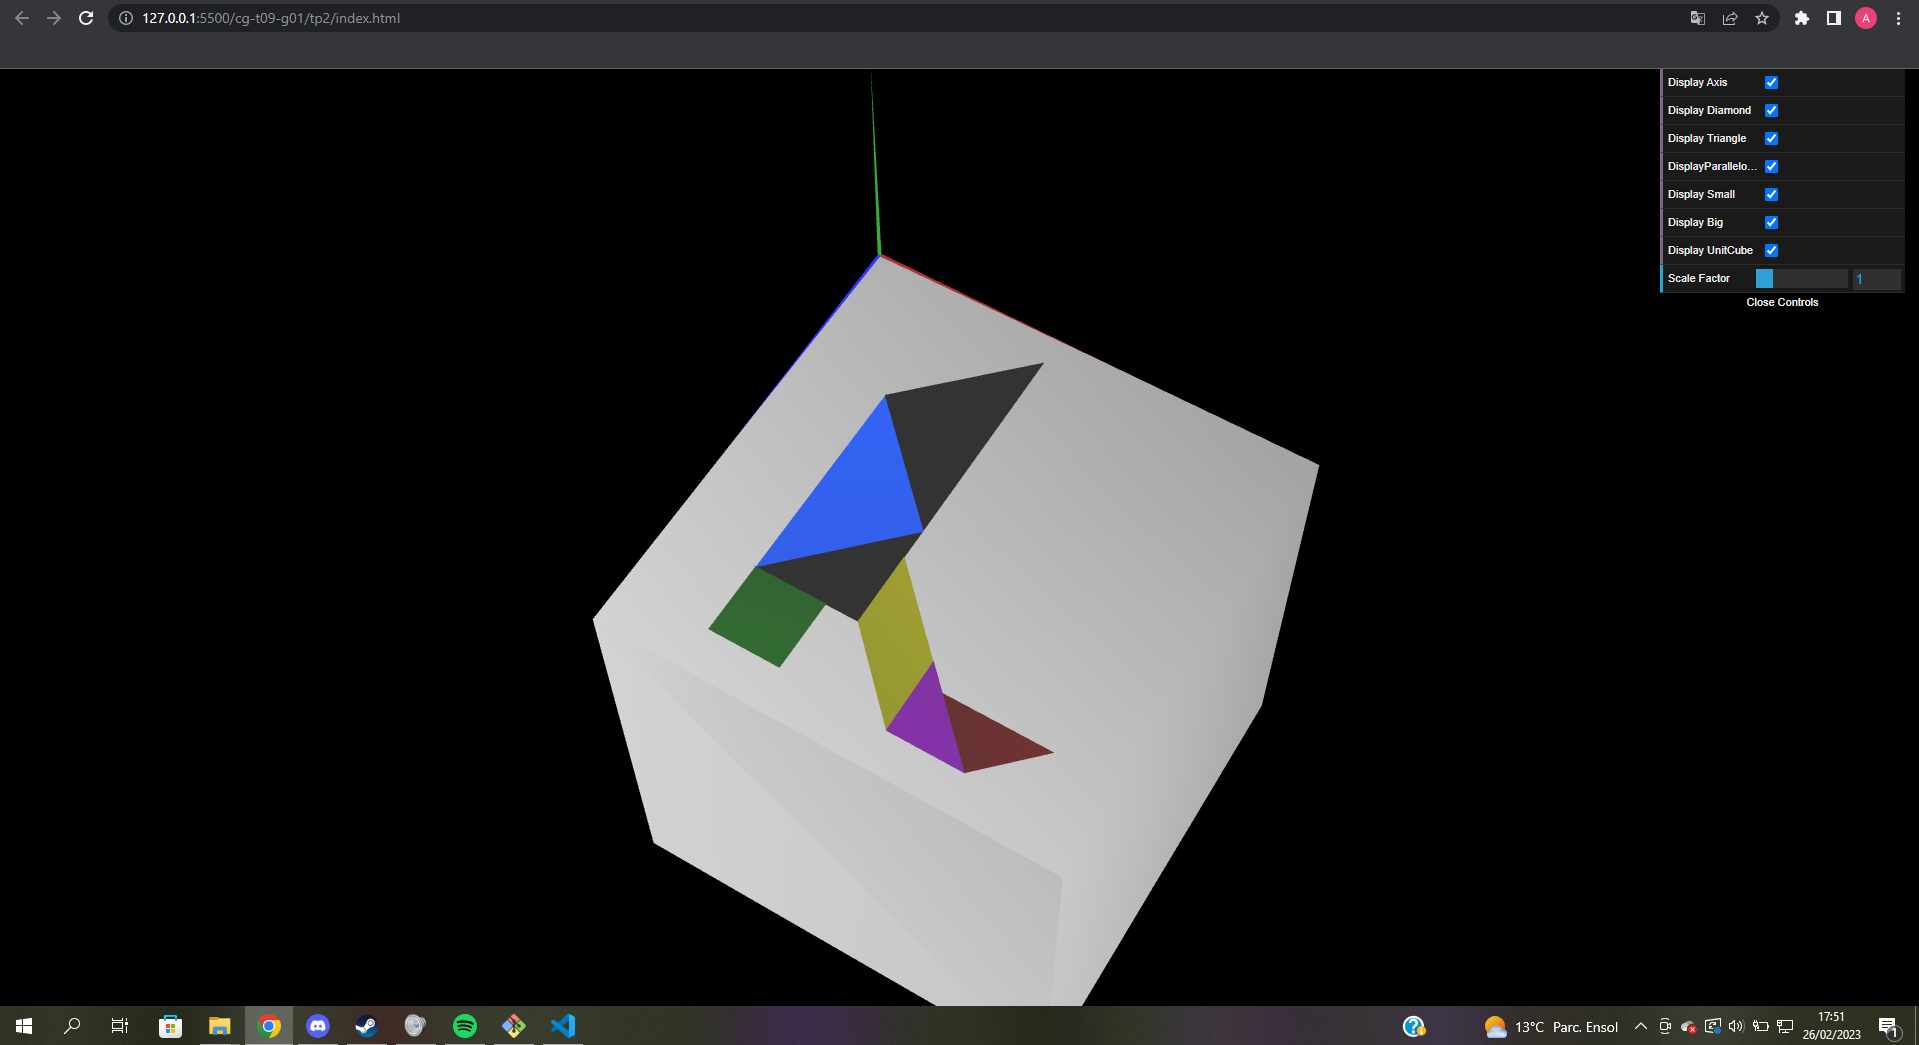 127.0.0.1:5500/cg-t09-g01/tp2/index.html
A
Display Axis
Display Diamond
Display Triangle
DisplayParallelo...
Display Small
Display Big
Display UnitCube
Scale Factor 1
Close Controls
13°C Parc. Ensol
17:51
26/02/2023
1